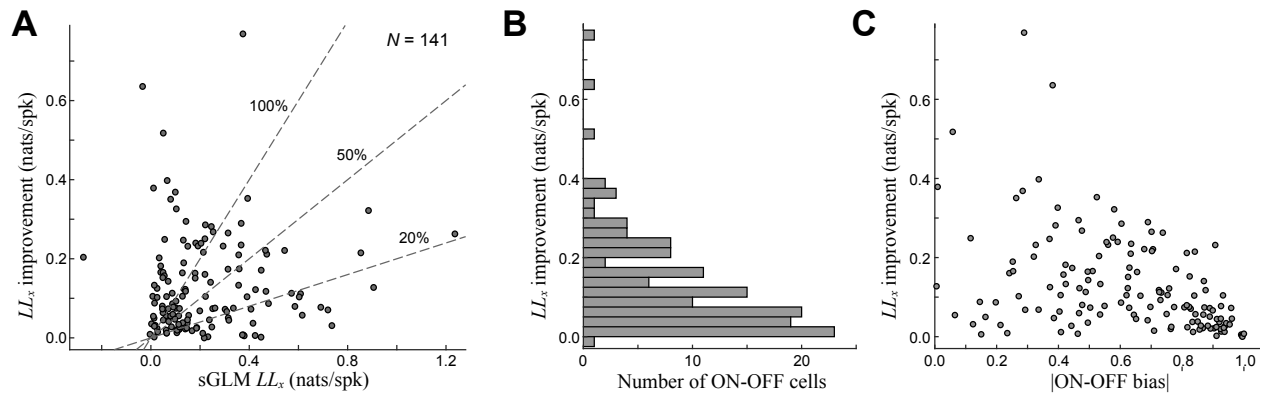 A
B
C
N = 141
100%
50%
20%
LLx improvement (nats/spk)
0.6
0.4
0.2
0.0
0.0 0.4 0.8 1.2
sGLM LLx (nats/spk)
LLx improvement (nats/spk)
0.6
0.4
0.2
0.0
0 10 20
Number of ON-OFF cells
LLx improvement (nats/spk)
0.6
0.4
0.2
0.0
0.0 0.2 0.4 0.6 0.8 1.0
|ON-OFF bias|